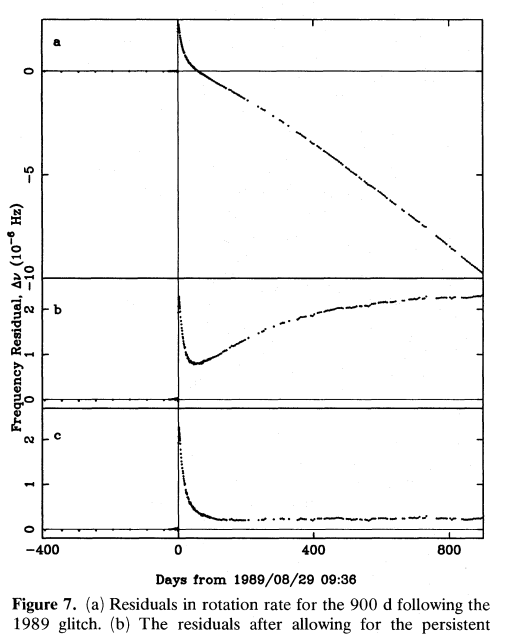 a
0
−5
−10
Frequency Residual, Δν (10⁻⁶ Hz)
b
2
1
0
c
2
1
0
−400
0
400
800
Days from 1989/08/29 09:36
Figure 7. (a) Residuals in rotation rate for the 900 d following the
1989 glitch. (b) The residuals after allowing for the persistent